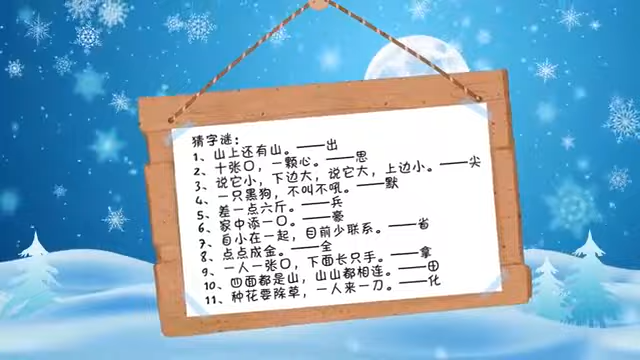 猜字谜：
1、山上还有山。——出
2、十张口，一颗心。——思
3、说它小，下边大，说它大，上边小。——尖
4、一只黑狗，不叫不吼。——默
5、差一点六斤。——兵
6、家中添一口。——豪
7、自小在一起，目前少联系。——省
8、点点成金。——全
9、一人一张口，下面长只手。——拿
10、四面都是山，山山都相连。——田
11、种花要除草，一人来一刀。——化